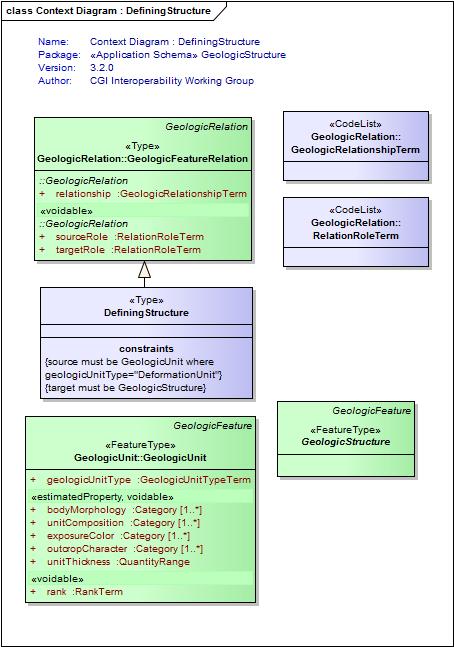 class Context Diagram : DefiningStructure
Name: Context Diagram : DefiningStructure
Package: «Application Schema» GeologicStructure
Version: 3.2.0
Author: CGI Interoperability Working Group
GeologicRelation
«Type»
GeologicRelation::GeologicFeatureRelation
::GeologicRelation
+ relationship :GeologicRelationshipTerm
«voidable»
::GeologicRelation
+ sourceRole :RelationRoleTerm
+ targetRole :RelationRoleTerm
«CodeList»
GeologicRelation::
GeologicRelationshipTerm
«CodeList»
GeologicRelation::
RelationRoleTerm
«Type»
DefiningStructure
constraints
{source must be GeologicUnit where
geologicUnitType="DeformationUnit"}
{target must be GeologicStructure}
GeologicFeature
«FeatureType»
GeologicUnit::GeologicUnit
+ geologicUnitType :GeologicUnitTypeTerm
«estimatedProperty, voidable»
+ bodyMorphology :Category [1..*]
+ unitComposition :Category [1..*]
+ exposureColor :Category [1..*]
+ outcropCharacter :Category [1..*]
+ unitThickness :QuantityRange
«voidable»
+ rank :RankTerm
GeologicFeature
«FeatureType»
GeologicStructure